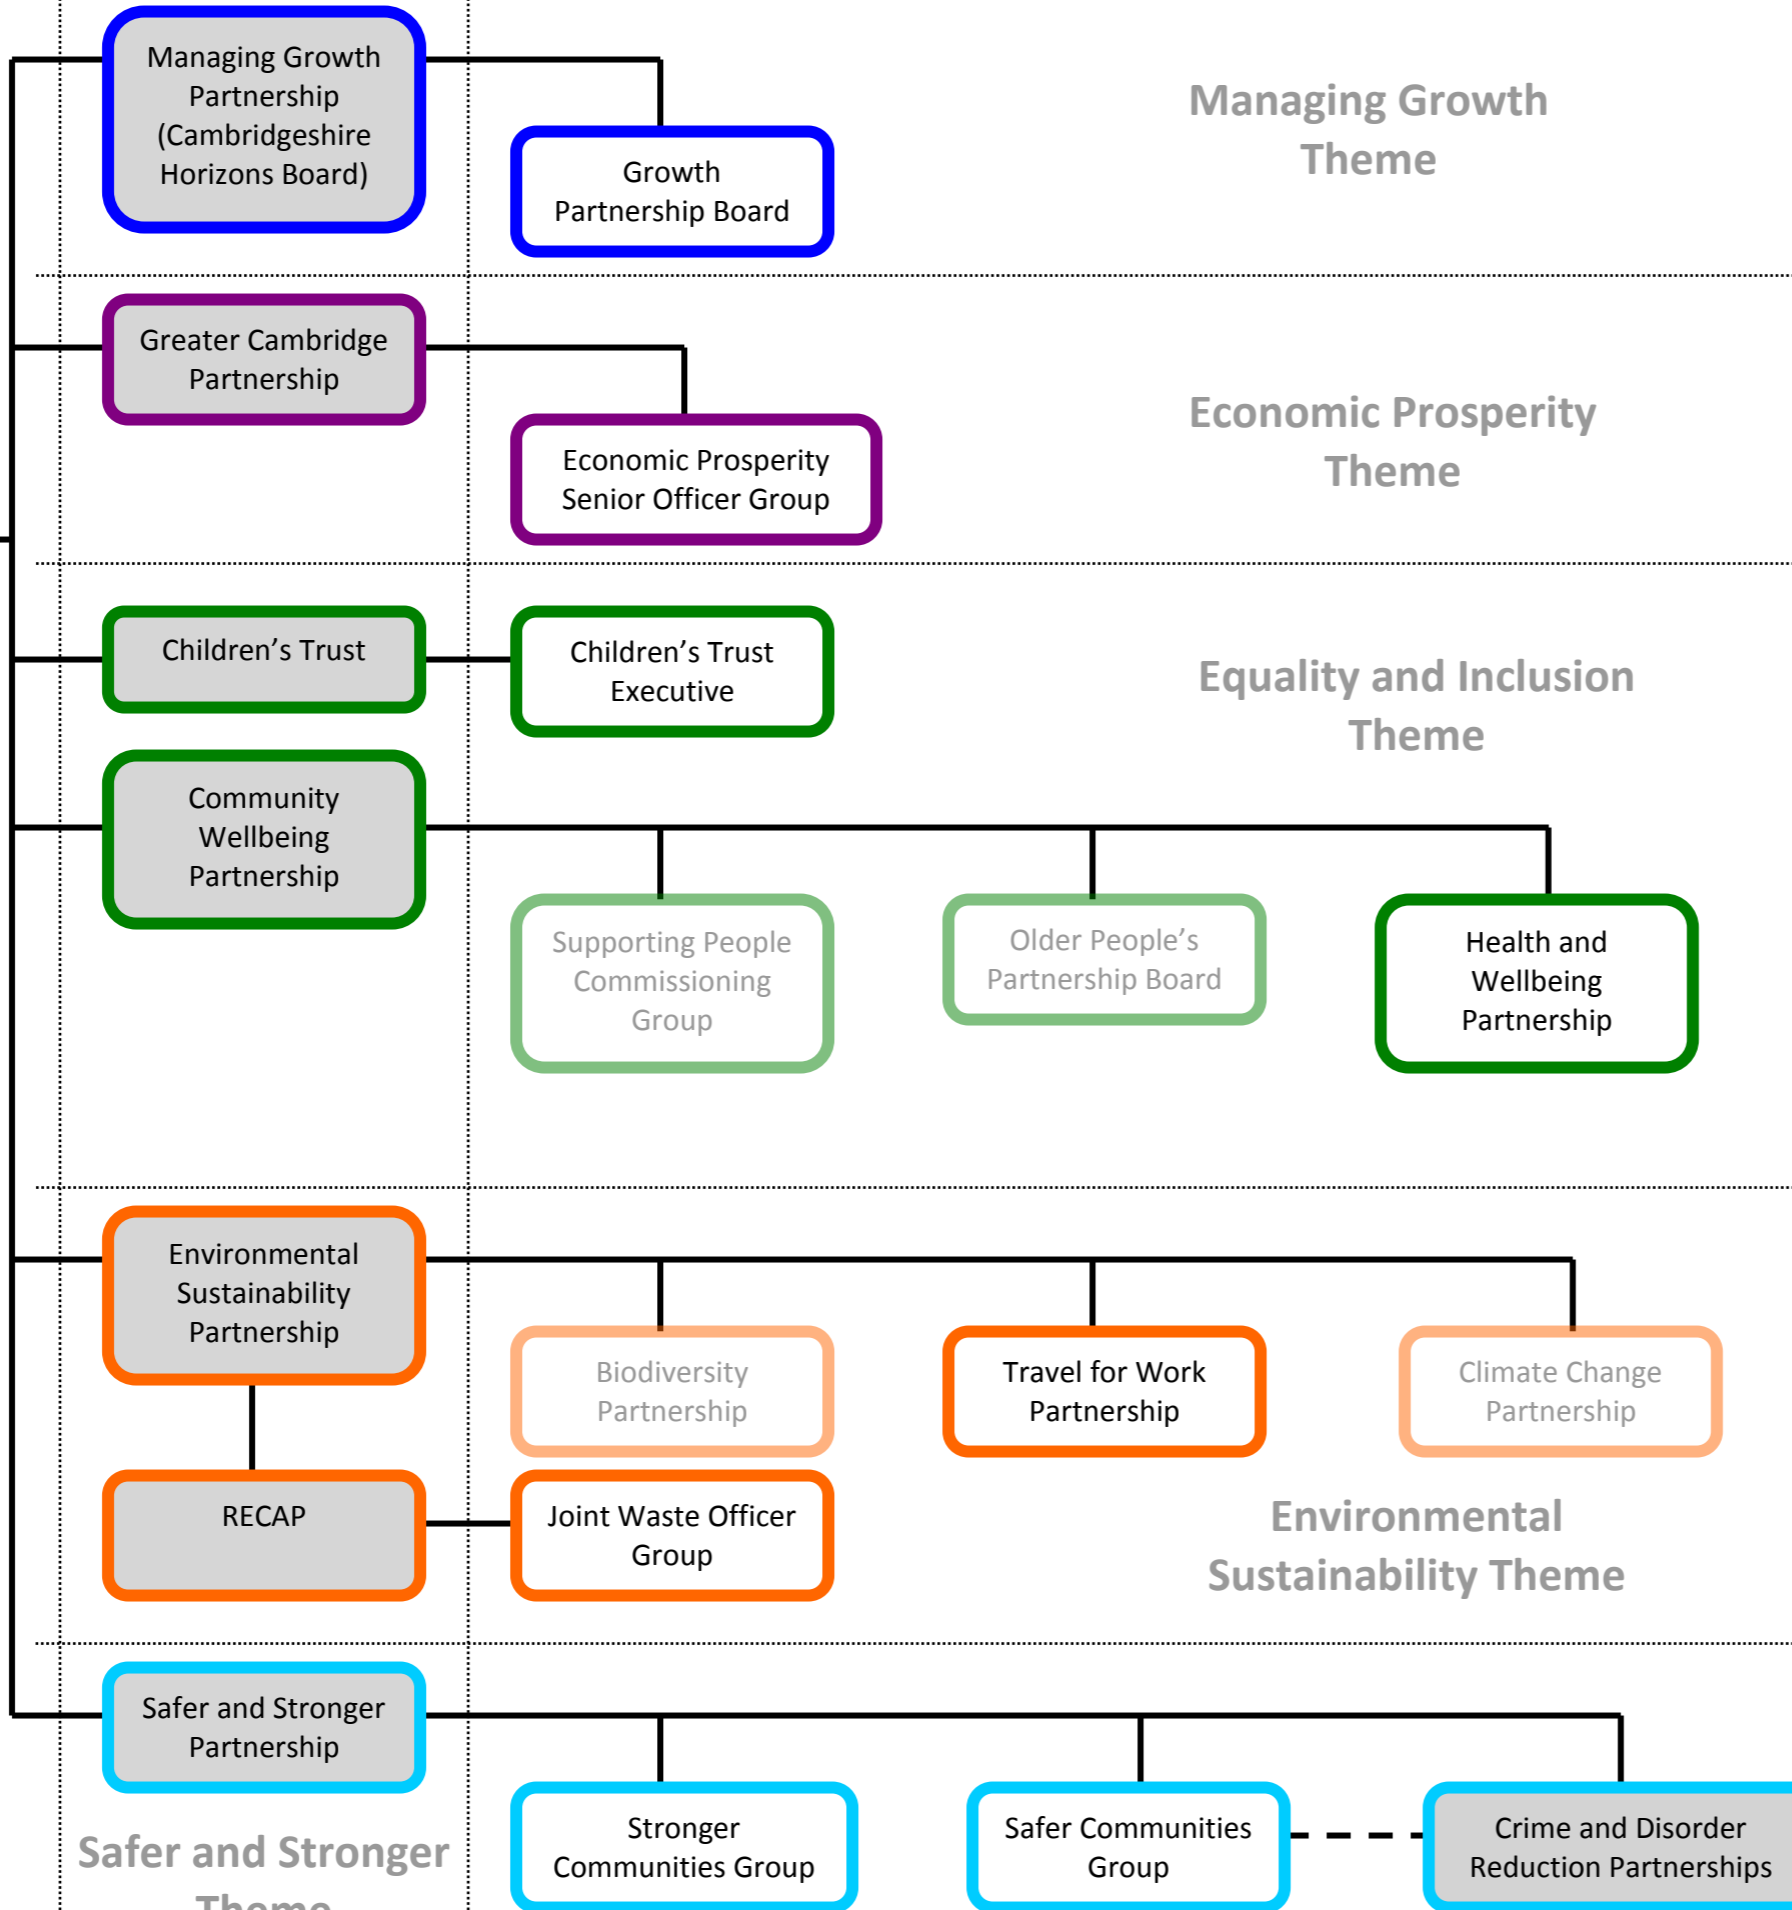 Managing Growth
Partnership
(Cambridgeshire
Horizons Board)
Growth
Partnership Board
Managing Growth
Theme
Greater Cambridge
Partnership
Economic Prosperity
Senior Officer Group
Economic Prosperity
Theme
Children’s Trust
Children’s Trust
Executive
Equality and Inclusion
Theme
Community
Wellbeing
Partnership
Supporting People
Commissioning
Group
Older People’s
Partnership Board
Health and
Wellbeing
Partnership
Environmental
Sustainability
Partnership
Biodiversity
Partnership
Travel for Work
Partnership
Climate Change
Partnership
RECAP
Joint Waste Officer
Group
Environmental
Sustainability Theme
Safer and Stronger
Partnership
Stronger
Communities Group
Safer Communities
Group
Crime and Disorder
Reduction Partnerships
Safer and Stronger
Theme